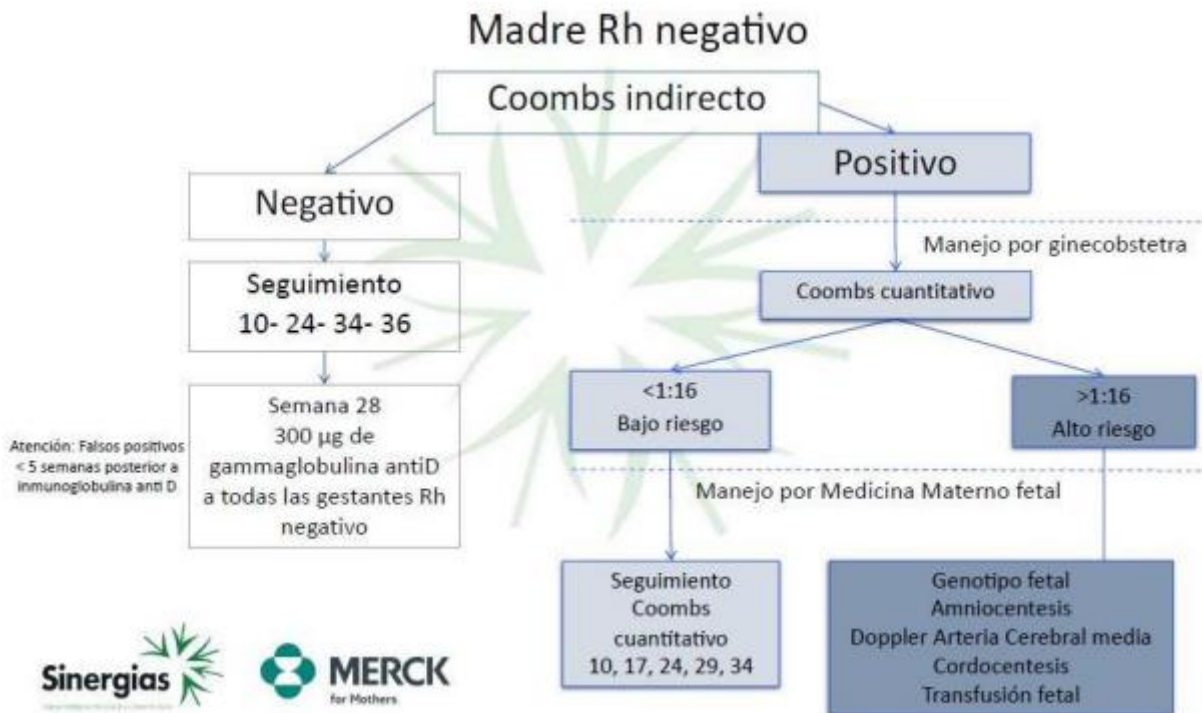 Madre Rh negativo
Coombs indirecto
Negativo
Positivo
Manejo por ginecobstetra
Seguimiento
10- 24- 34- 36
Coombs cuantitativo
Semana 28
300 µg de
gammaglobulina antiD
a todas las gestantes Rh
negativo
Atención: Falsos positivos
< 5 semanas posterior a
inmunoglobulina anti D
<1:16
Bajo riesgo
>1:16
Alto riesgo
Manejo por Medicina Materno fetal
Seguimiento
Coombs
cuantitativo
10, 17, 24, 29, 34
Genotipo fetal
Amniocentesis
Doppler Arteria Cerebral media
Cordocentesis
Transfusión fetal
Sinergias
MERCK
for Mothers